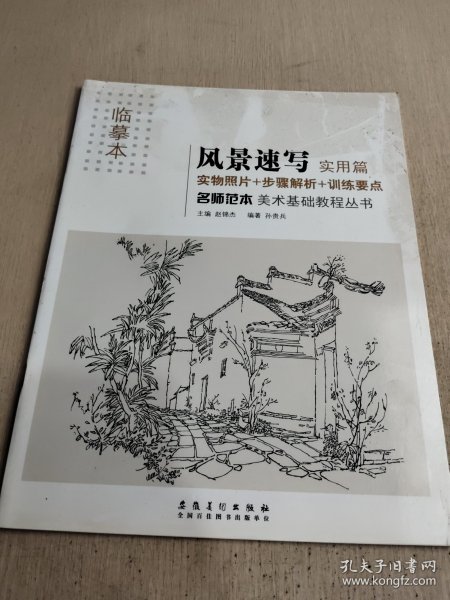 临摹本
风景速写 实用篇
实物照片+步骤解析+训练要点
名师范本 美术基础教程丛书
主编 赵锦杰 编著 孙贵兵
安徽美术出版社
全国百佳图书出版单位
孔夫子旧书网
www.kongfz.com